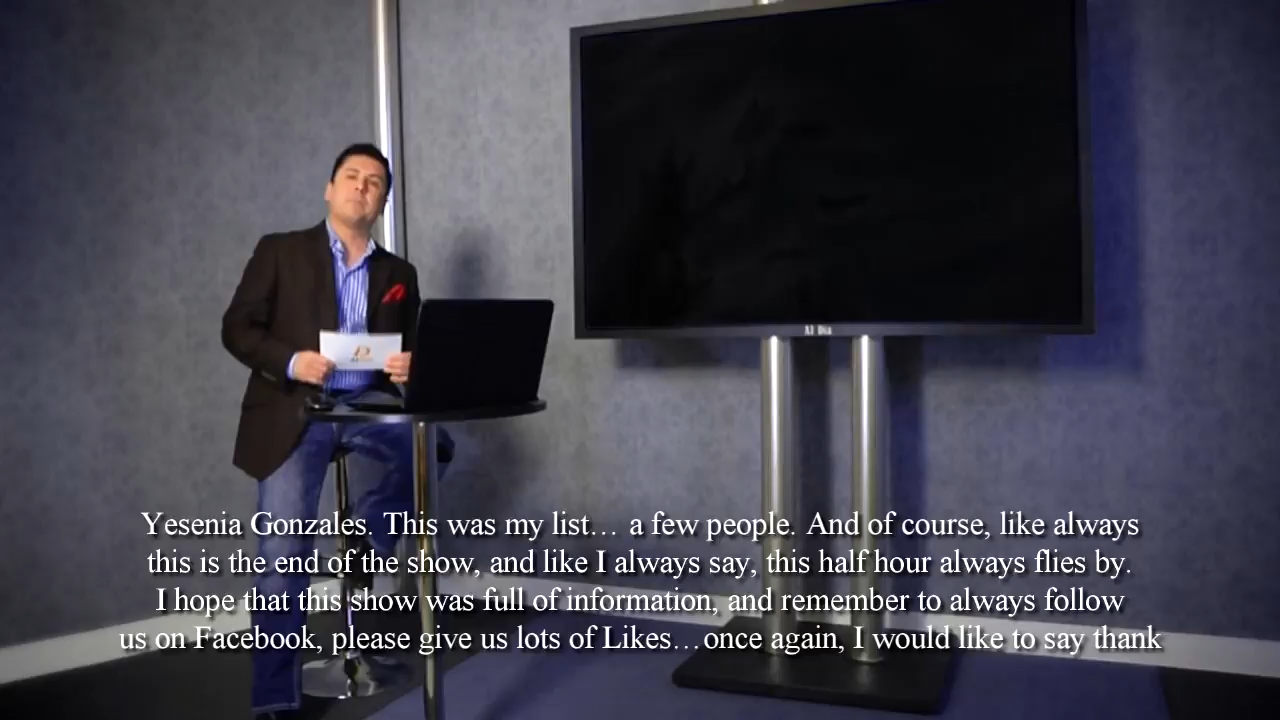 Al Dia
Yesenia Gonzales. This was my list… a few people. And of course, like always
this is the end of the show, and like I always say, this half hour always flies by.
I hope that this show was full of information, and remember to always follow
us on Facebook, please give us lots of Likes…once again, I would like to say thank